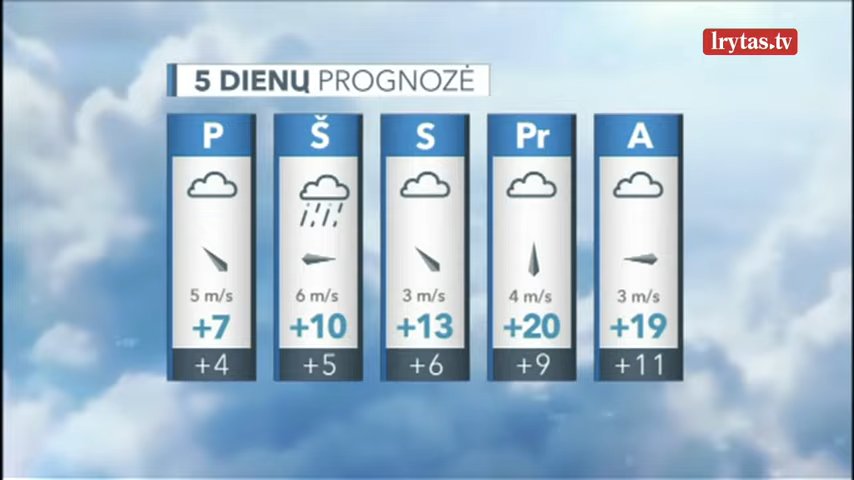 lrytas.tv
5 DIENŲ PROGNOZĖ
P Š S Pr A
5 m/s 6 m/s 3 m/s 4 m/s 3 m/s
+7 +10 +13 +20 +19
+4 +5 +6 +9 +11